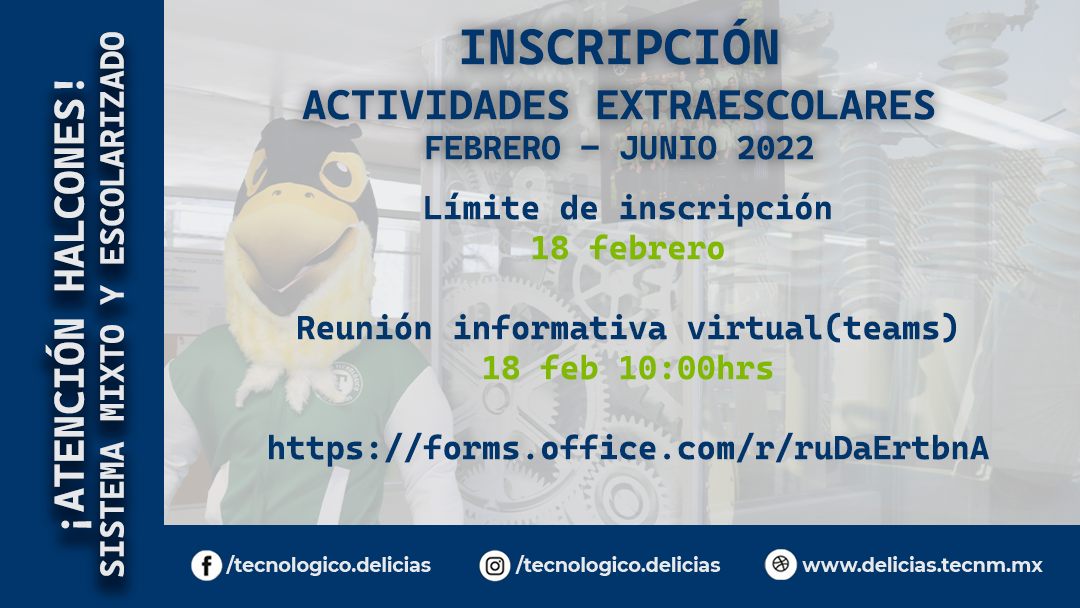 ¡ATENCIÓN HALCONES!
SISTEMA MIXTO Y ESCOLARIZADO
INSCRIPCIÓN
ACTIVIDADES EXTRAESCOLARES
FEBRERO – JUNIO 2022
Límite de inscripción
18 febrero
Reunión informativa virtual(teams)
18 feb 10:00hrs
https://forms.office.com/r/ruDaErtbnA
/tecnologico.delicias
/tecnologico.delicias
www.delicias.tecnm.mx